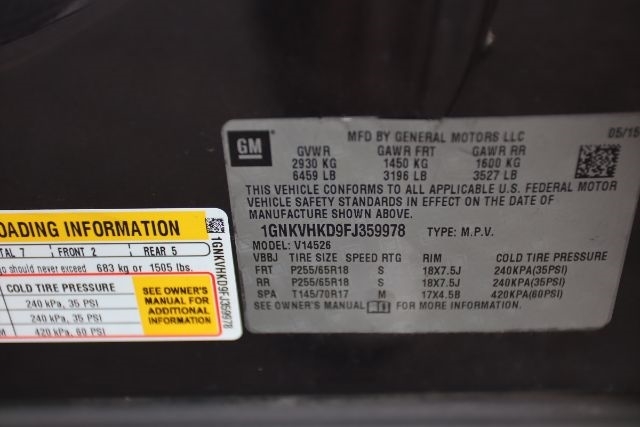 GM
MFD BY GENERAL MOTORS LLC 05/15
GVWR GAWR FRT GAWR RR
2930 KG 1450 KG 1600 KG
6459 LB 3196 LB 3527 LB
THIS VEHICLE CONFORMS TO ALL APPLICABLE U.S. FEDERAL MOTOR
VEHICLE SAFETY STANDARDS IN EFFECT ON THE DATE OF
MANUFACTURE SHOWN ABOVE.
1GNKVHKD9FJ359978 TYPE: M.P.V.
MODEL: V14526
VBBJ TIRE SIZE SPEED RTG RIM COLD TIRE PRESSURE
FRT P255/65R18 S 18X7.5J 240KPA(35PSI)
RR P255/65R18 S 18X7.5J 240KPA(35PSI)
SPA T145/70R17 M 17X4.5B 420KPA(60PSI)
SEE OWNER'S MANUAL FOR MORE INFORMATION.
OADING INFORMATION
TAL 7 FRONT 2 REAR 5
go should never exceed 683 kg or 1505 lbs.
COLD TIRE PRESSURE
240 kPa, 35 PSI
240 kPa, 35 PSI
M 420 kPa, 60 PSI
SEE OWNER'S
MANUAL FOR
ADDITIONAL
INFORMATION
1GNKVHKD9FJ359978